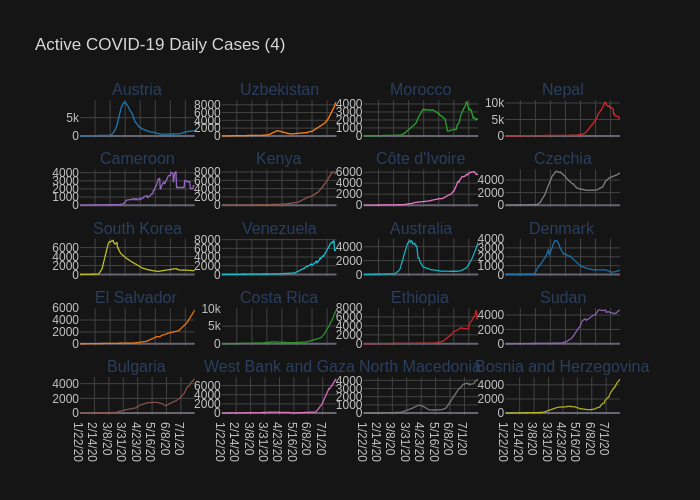 Active COVID-19 Daily Cases (4)
Austria Uzbekistan Morocco Nepal
5k 0
8000 6000 4000 2000 0
4000 3000 2000 1000 0
10k 5k 0
Cameroon Kenya Côte d'Ivoire Czechia
4000 3000 2000 1000 0
8000 6000 4000 2000 0
6000 4000 2000 0
4000 2000 0
South Korea Venezuela Australia Denmark
6000 4000 2000 0
8000 6000 4000 2000 0
4000 2000 0
4000 3000 2000 1000 0
El Salvador Costa Rica Ethiopia Sudan
6000 4000 2000 0
10k 5k 0
8000 6000 4000 2000 0
4000 2000 0
Bulgaria West Bank and Gaza North Macedonia Bosnia and Herzegovina
4000 2000 0
6000 4000 2000 0
4000 3000 2000 1000 0
4000 2000 0
1/22/20 2/14/20 3/8/20 3/31/20 4/23/20 5/16/20 6/8/20 7/1/20
1/22/20 2/14/20 3/8/20 3/31/20 4/23/20 5/16/20 6/8/20 7/1/20
1/22/20 2/14/20 3/8/20 3/31/20 4/23/20 5/16/20 6/8/20 7/1/20
1/22/20 2/14/20 3/8/20 3/31/20 4/23/20 5/16/20 6/8/20 7/1/20